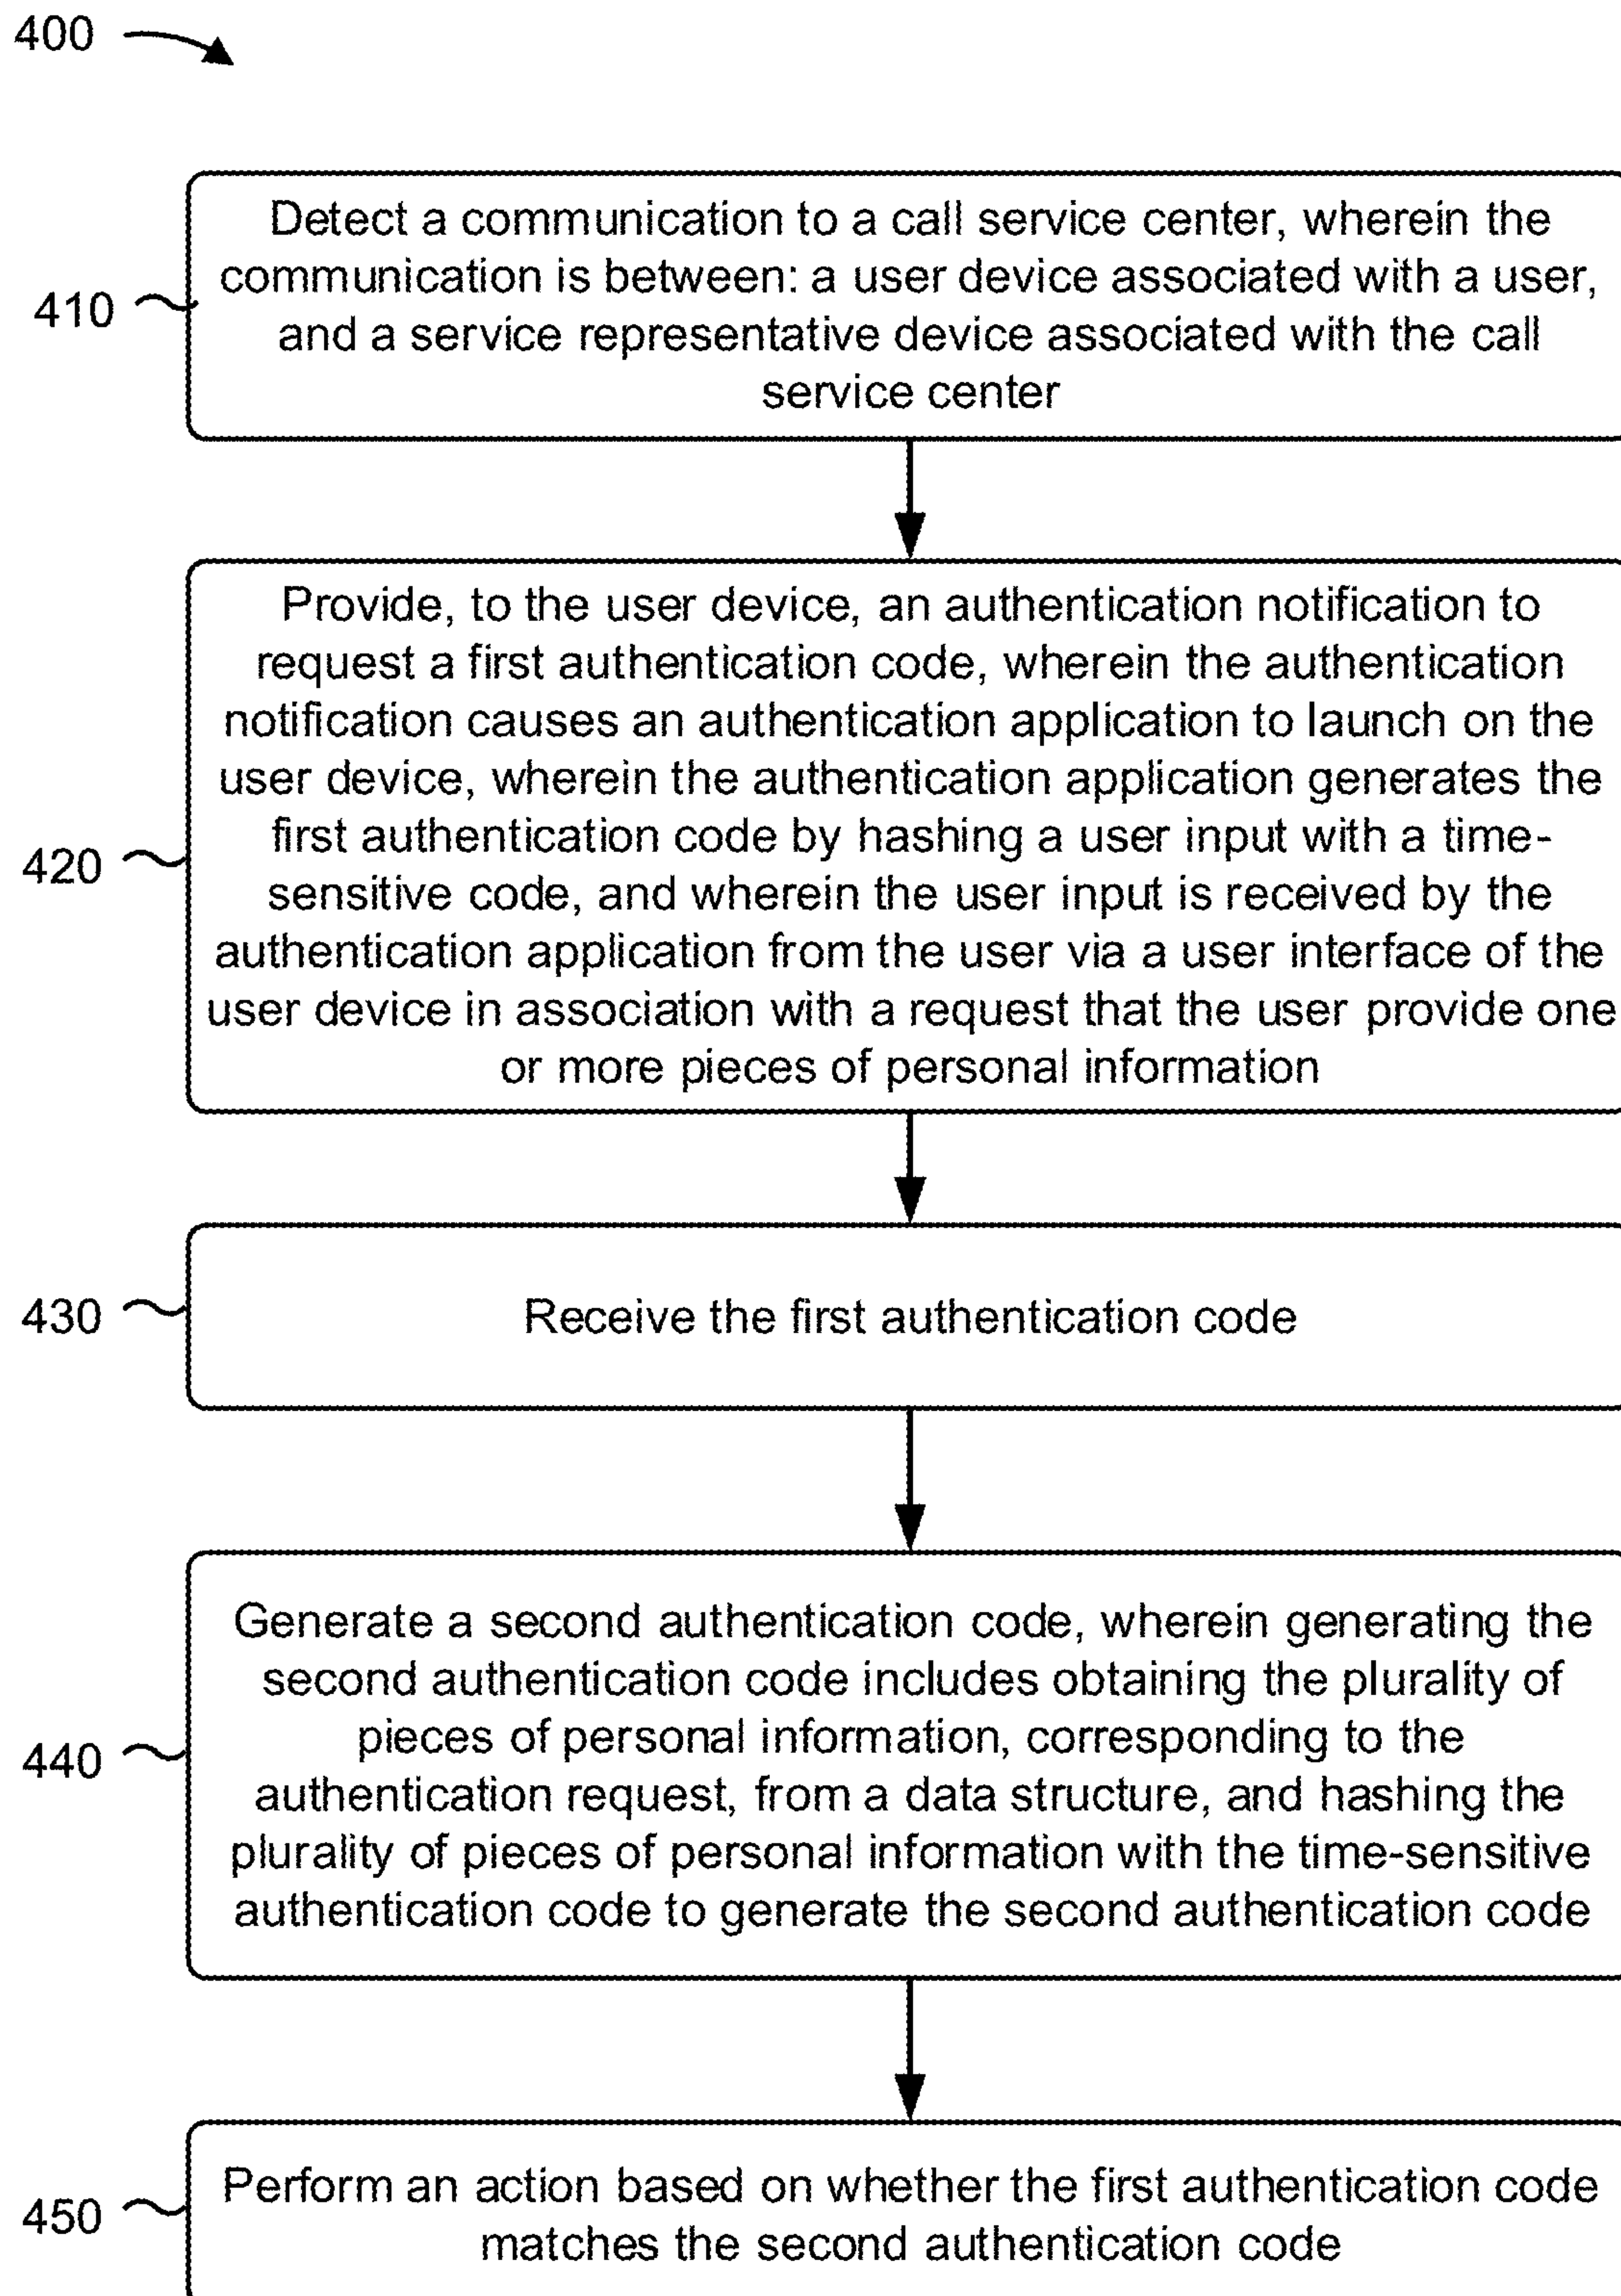 400
Detect a communication to a call service center, wherein the
communication is between: a user device associated with a user,
410
and a service representative device associated with the call
service center
Provide, to the user device, an authentication notification to
request a first authentication code, wherein the authentication
notification causes an authentication application to launch on the
user device, wherein the authentication application generates the
first authentication code by hashing a user input with a time-
420
sensitive code, and wherein the user input is received by the
authentication application from the user via a user interface of the
user device in association with a request that the user provide one
or more pieces of personal information
430
Receive the first authentication code
Generate a second authentication code, wherein generating the
second authentication code includes obtaining the plurality of
pieces of personal information, corresponding to the
440
authentication request, from a data structure, and hashing the
plurality of pieces of personal information with the time-sensitive
authentication code to generate the second authentication code
450
Perform an action based on whether the first authentication code
matches the second authentication code